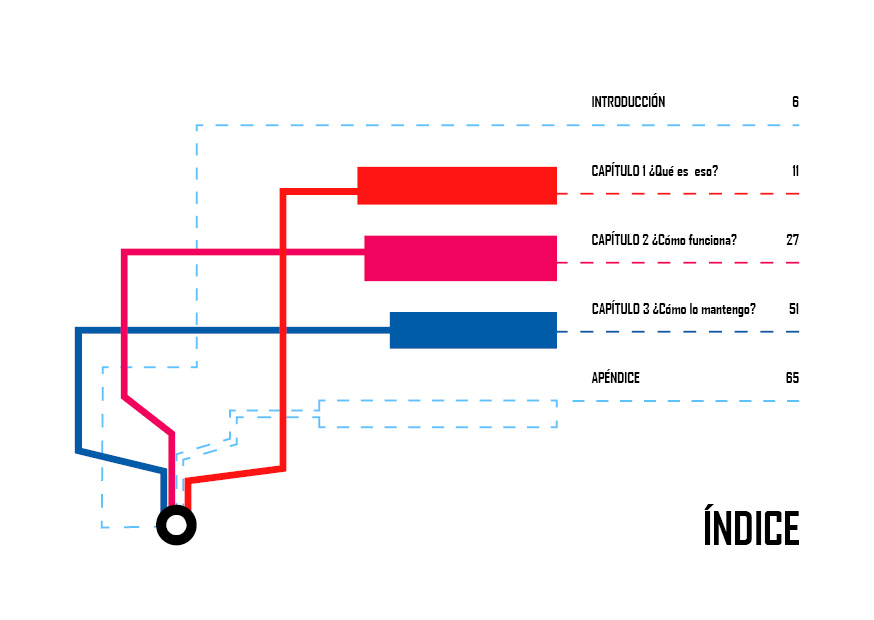 INTRODUCCIÓN 6
CAPÍTULO 1 ¿Qué es eso? 11
CAPÍTULO 2 ¿Cómo funciona? 27
CAPÍTULO 3 ¿Cómo lo mantengo? 51
APÉNDICE 65
ÍNDICE